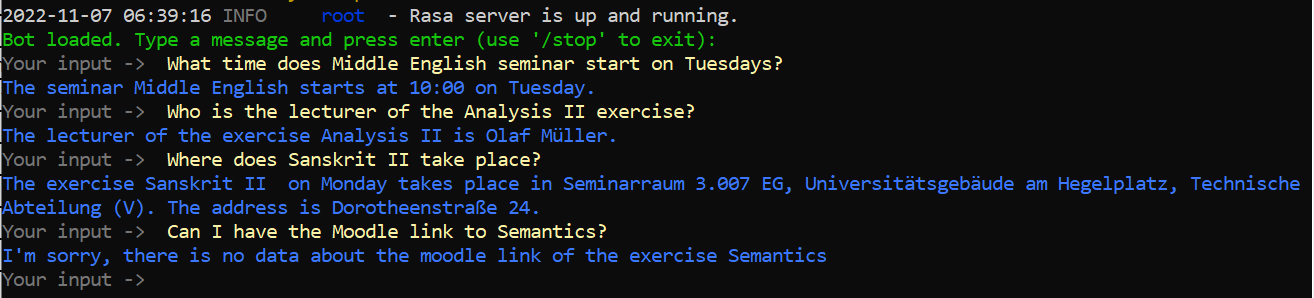 2022-11-07 06:39:16 INFO     root  - Rasa server is up and running.
Bot loaded. Type a message and press enter (use '/stop' to exit):
Your input ->  What time does Middle English seminar start on Tuesdays?
The seminar Middle English starts at 10:00 on Tuesday.
Your input ->  Who is the lecturer of the Analysis II exercise?
The lecturer of the exercise Analysis II is Olaf Müller.
Your input ->  Where does Sanskrit II take place?
The exercise Sanskrit II  on Monday takes place in Seminarraum 3.007 EG, Universitätsgebäude am Hegelplatz, Technische
Abteilung (V). The address is Dorotheenstraße 24.
Your input ->  Can I have the Moodle link to Semantics?
I'm sorry, there is no data about the moodle link of the exercise Semantics
Your input ->